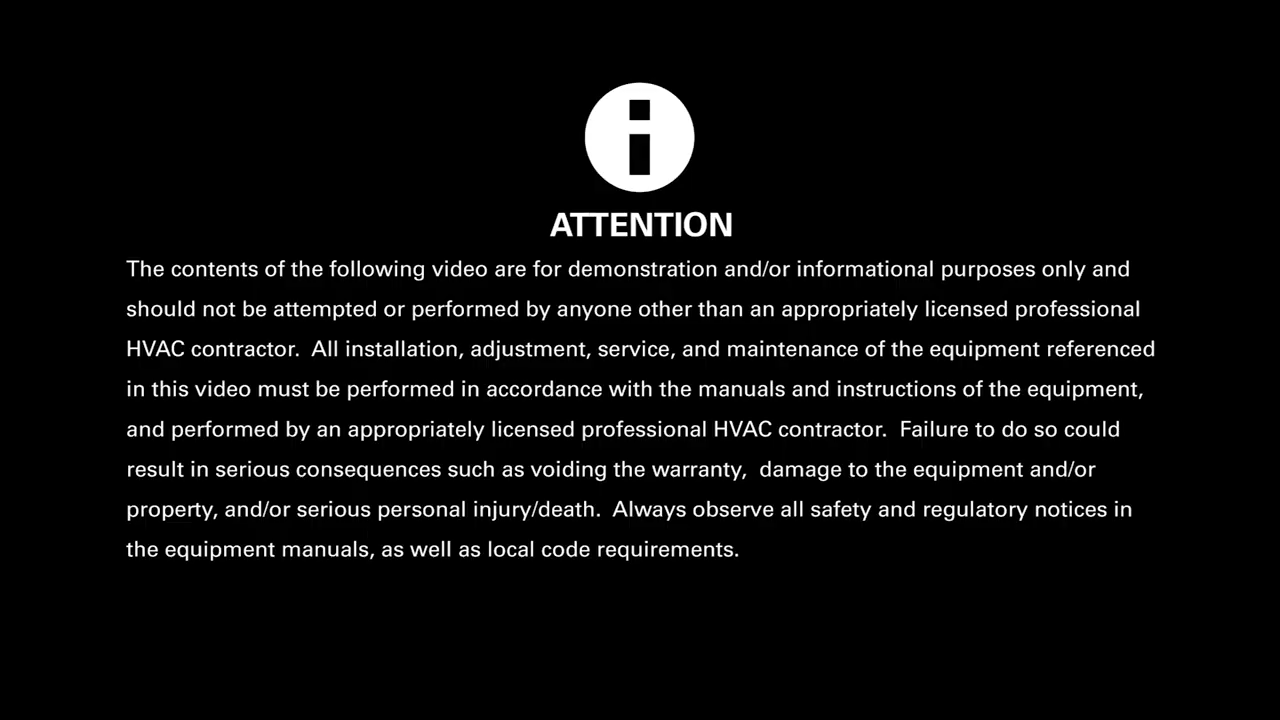 i
ATTENTION
The contents of the following video are for demonstration and/or informational purposes only and
should not be attempted or performed by anyone other than an appropriately licensed professional
HVAC contractor.  All installation, adjustment, service, and maintenance of the equipment referenced
in this video must be performed in accordance with the manuals and instructions of the equipment,
and performed by an appropriately licensed professional HVAC contractor.  Failure to do so could
result in serious consequences such as voiding the warranty,  damage to the equipment and/or
property, and/or serious personal injury/death.  Always observe all safety and regulatory notices in
the equipment manuals, as well as local code requirements.